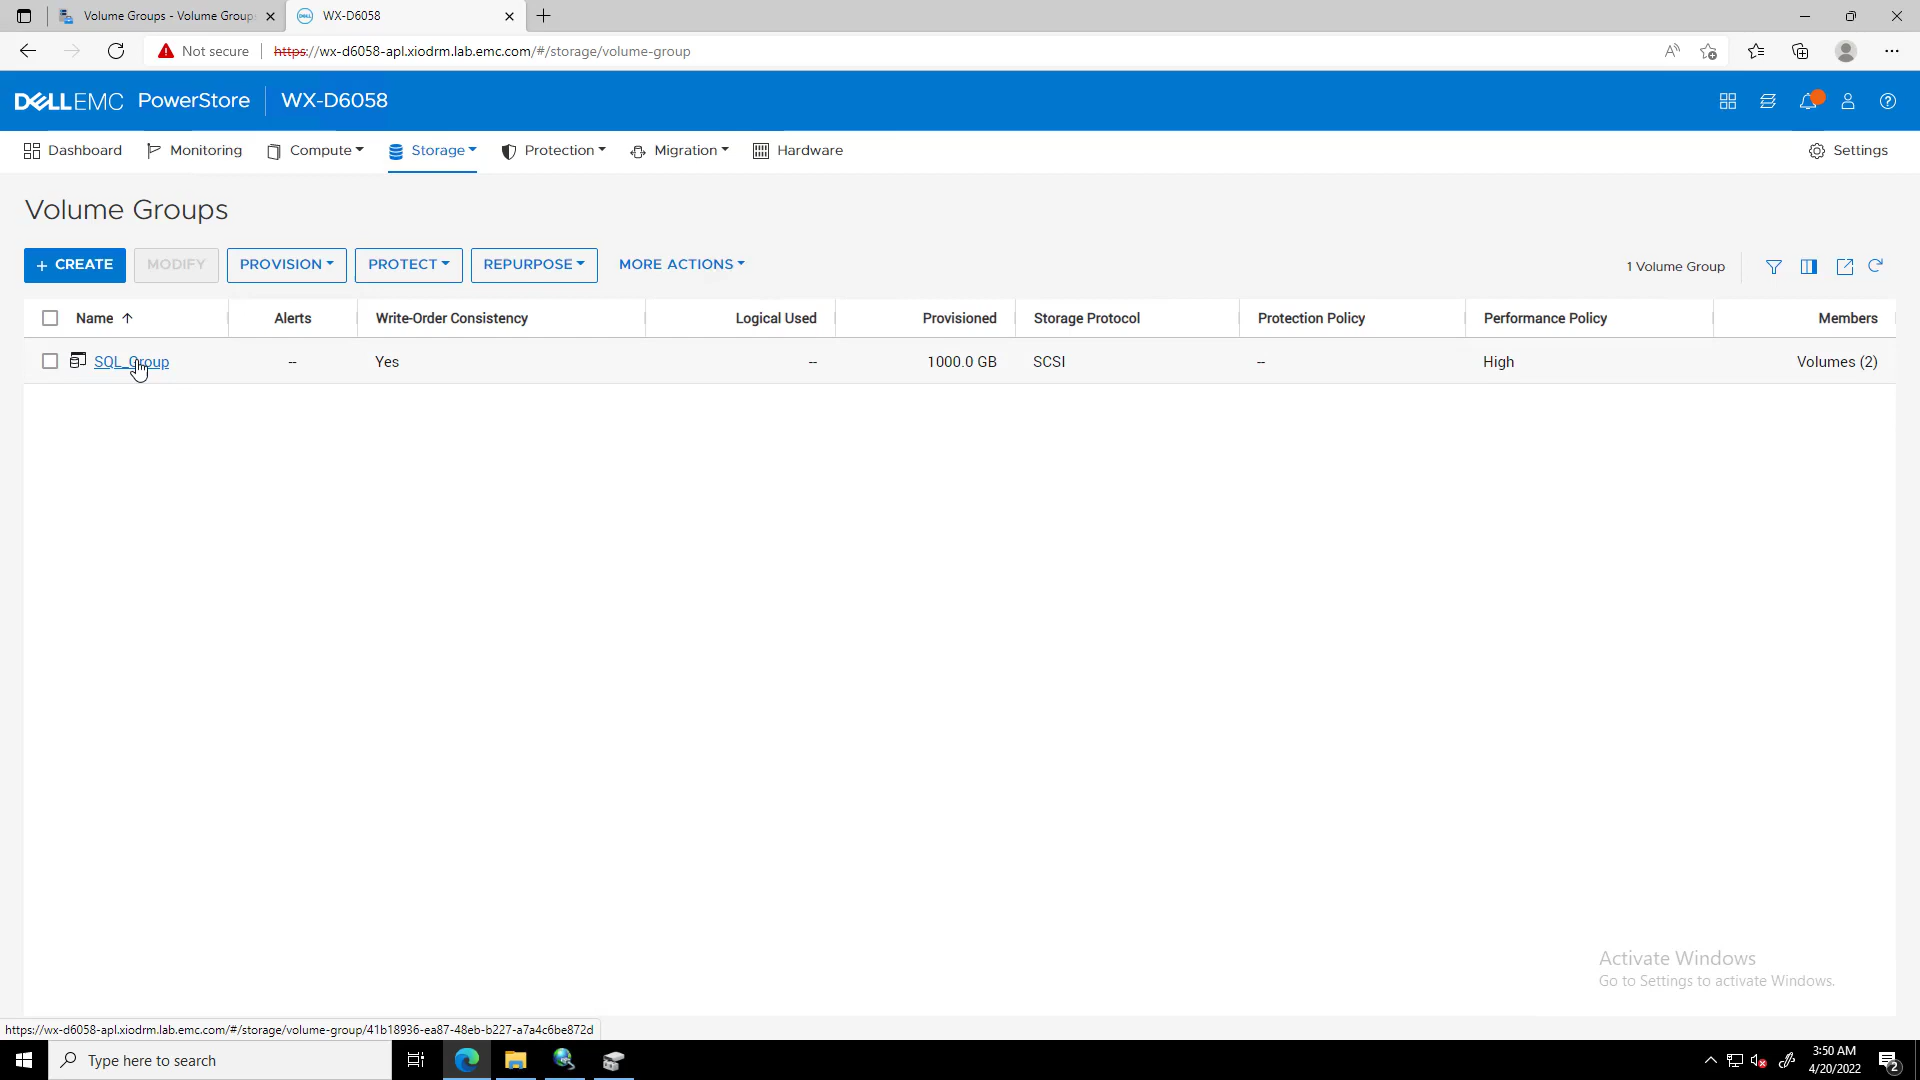 Volume Groups - Volume Group
WX-D6058
Not secure
https://wx-d6058-apl.xiodrm.lab.emc.com/#/storage/volume-group
DELLEMC PowerStore WX-D6058
Dashboard Monitoring Compute Storage Protection Migration Hardware Settings
Volume Groups
+ CREATE MODIFY PROVISION PROTECT REPURPOSE MORE ACTIONS 1 Volume Group
Name Alerts Write-Order Consistency Logical Used Provisioned Storage Protocol Protection Policy Performance Policy Members
SQL_Group -- Yes -- 1000.0 GB SCSI -- High Volumes (2)
Activate Windows
Go to Settings to activate Windows.
https://wx-d6058-apl.xiodrm.lab.emc.com/#/storage/volume-group/41b18936-ea87-48eb-b227-a7a4c6be872d
Type here to search
3:50 AM
4/20/2022
2